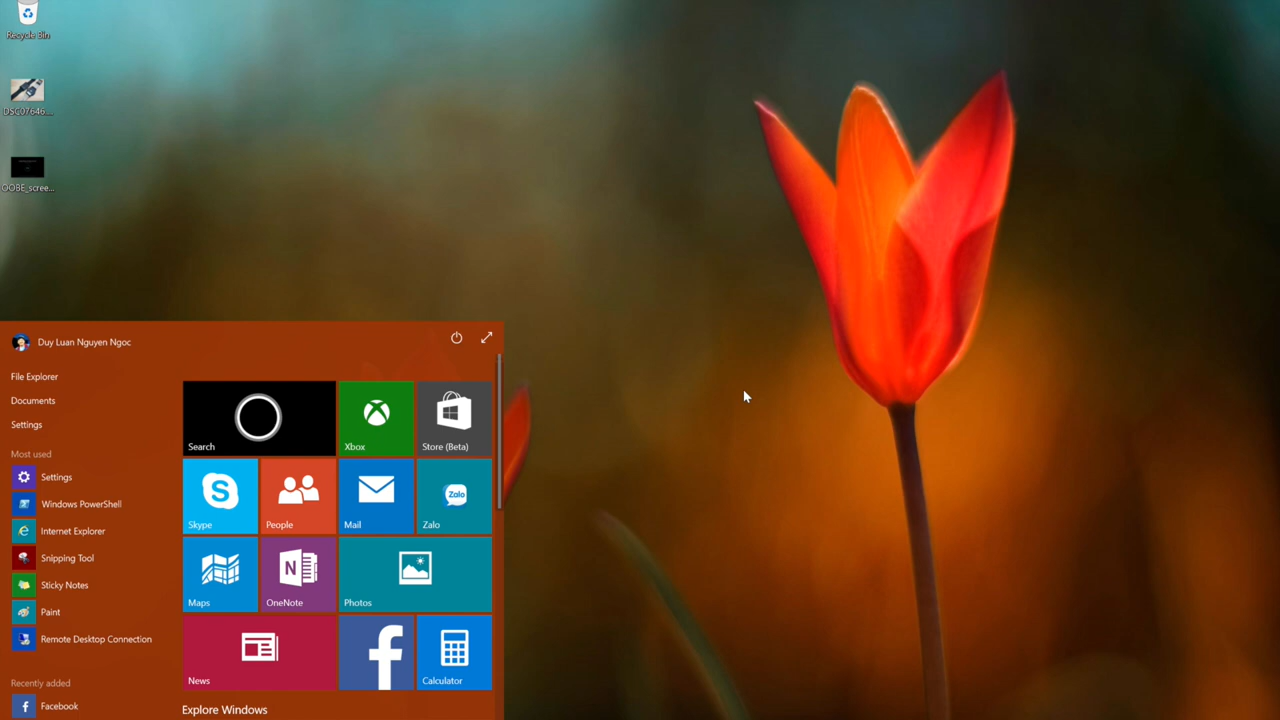 Recycle Bin
DSC07646...
OOBE_scree...
Duy Luan Nguyen Ngoc
File Explorer
Documents
Settings
Most used
Settings
Windows PowerShell
Internet Explorer
Snipping Tool
Sticky Notes
Paint
Remote Desktop Connection
Recently added
Facebook
Search
Xbox
Store (Beta)
Skype
People
Mail
Zalo
Zalo
Maps
OneNote
Photos
News
Calculator
Explore Windows